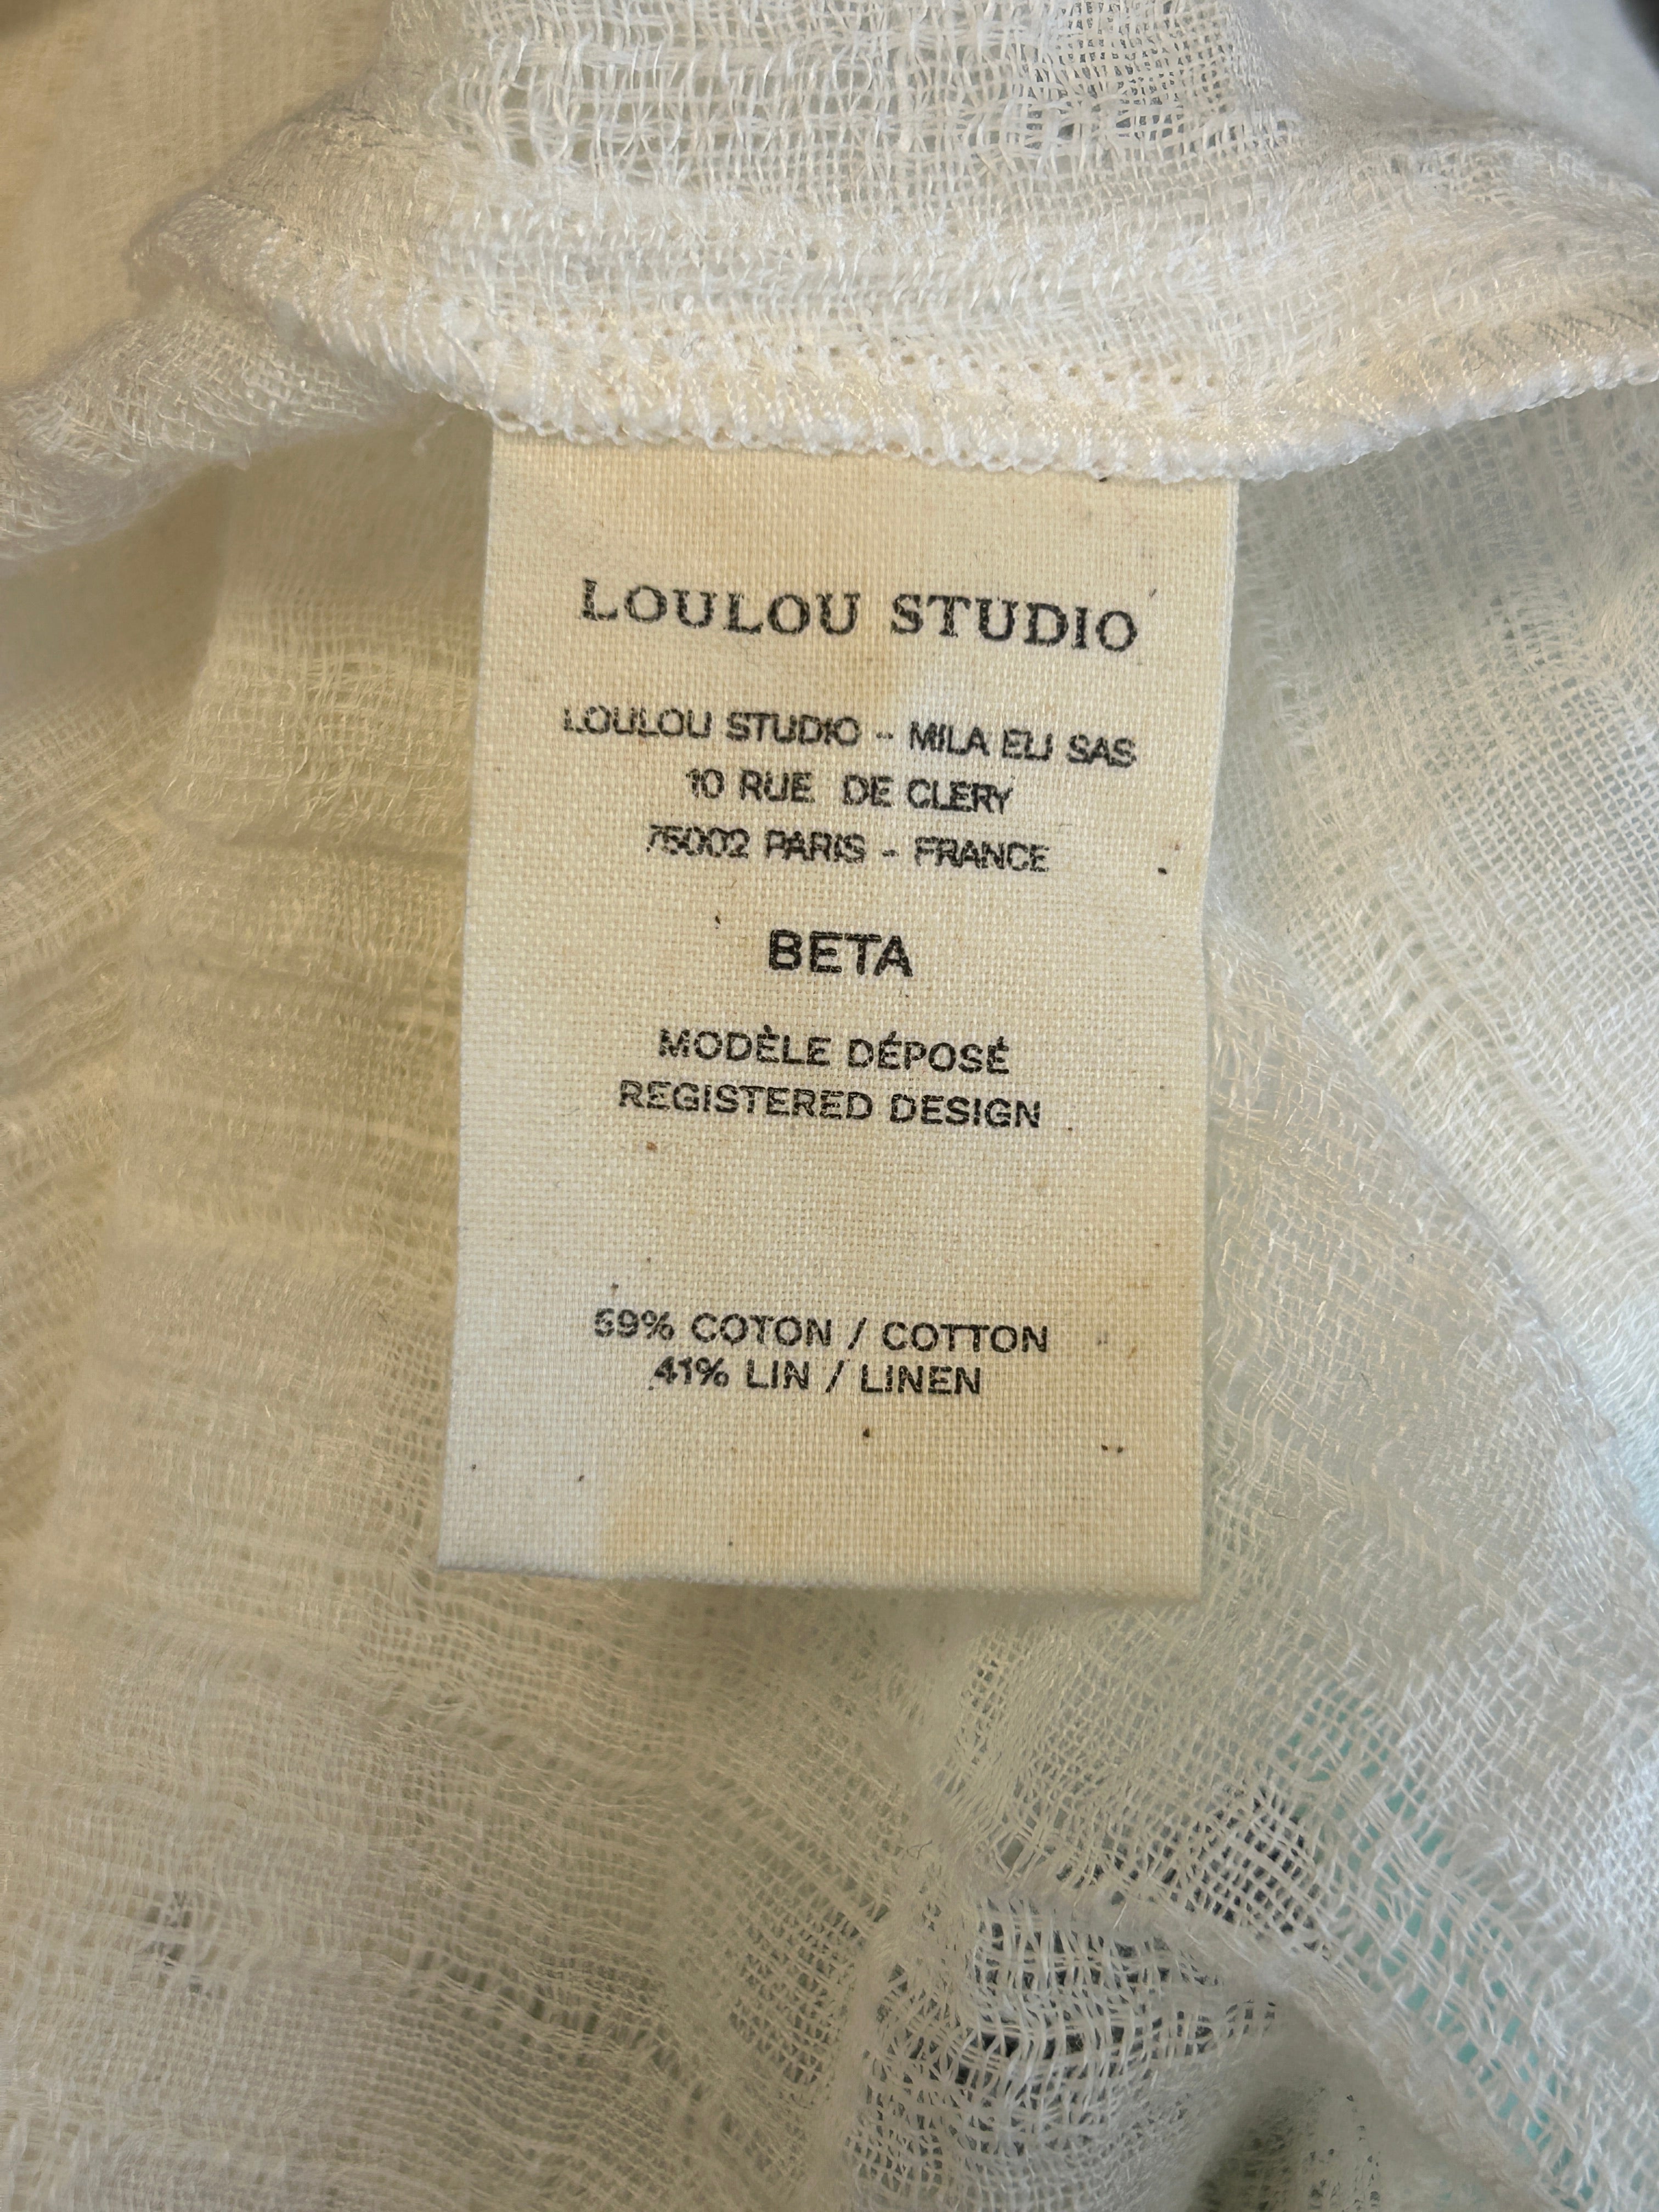 LOULOU STUDIO
LOULOU STUDIO - MILA ELI SAS
10 RUE DE CLERY
75002 PARIS - FRANCE
BETA
MODÈLE DÉPOSÉ
REGISTERED DESIGN
59% COTON / COTTON
41% LIN / LINEN